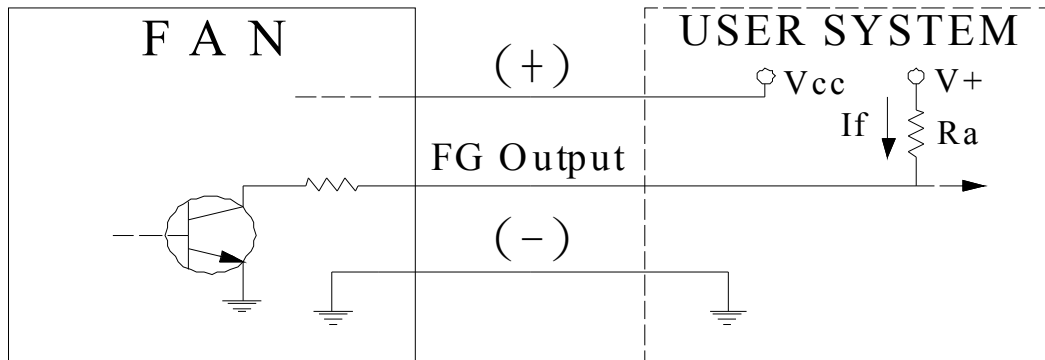 F A N
USER SYSTEM
(+)
Vcc
V+
If
Ra
FG Output
(-)